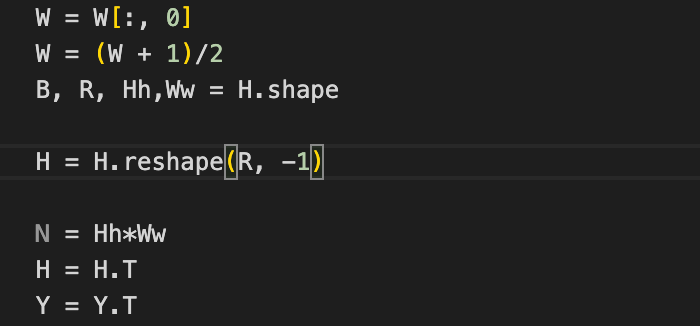 W = W[:, 0]
W = (W + 1)/2
B, R, Hh,Ww = H.shape
H = H.reshape(R, -1)
N = Hh*Ww
H = H.T
Y = Y.T